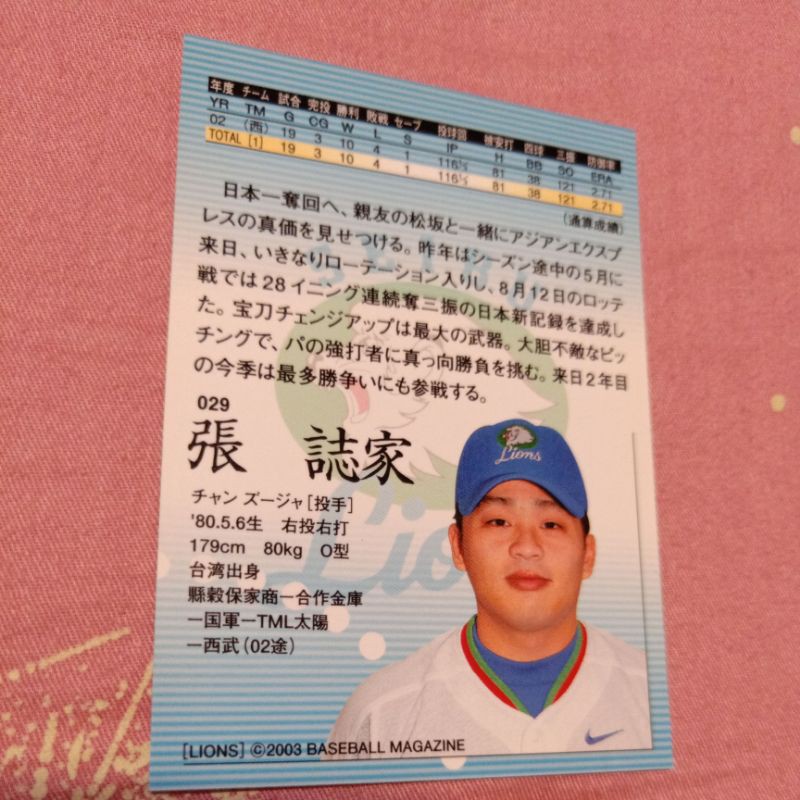 年度 チーム 試合 完投 勝利 敗戦 セーブ 投球回 被安打 四球 三振 防御率
YR TM G CG W L S IP H BB SO ERA
02 (西) 19 3 10 4 1 116⅓ 81 38 121 2.71
TOTAL [1] 19 3 10 4 1 116⅓ 81 38 121 2.71
(通算成績)
日本一奪回へ、親友の松坂と一緒にアジアンエクスプ
レスの真価を見せつける。昨年はシーズン途中の5月に
来日、いきなりローテーション入りし、8月12日のロッテ
戦では28イニング連続奪三振の日本新記録を達成し
た。宝刀チェンジアップは最大の武器。大胆不敵なピッ
チングで、パの強打者に真っ向勝負を挑む。来日2年目
の今季は最多勝争いにも参戦する。
029
張 誌家
チャン ズージャ[投手]
'80.5.6生 右投右打
179cm 80kg O型
台湾出身
縣穀保家商ー合作金庫
ー国軍ーTML太陽
ー西武(02途)
Lions
Lions
[LIONS] ©2003 BASEBALL MAGAZINE